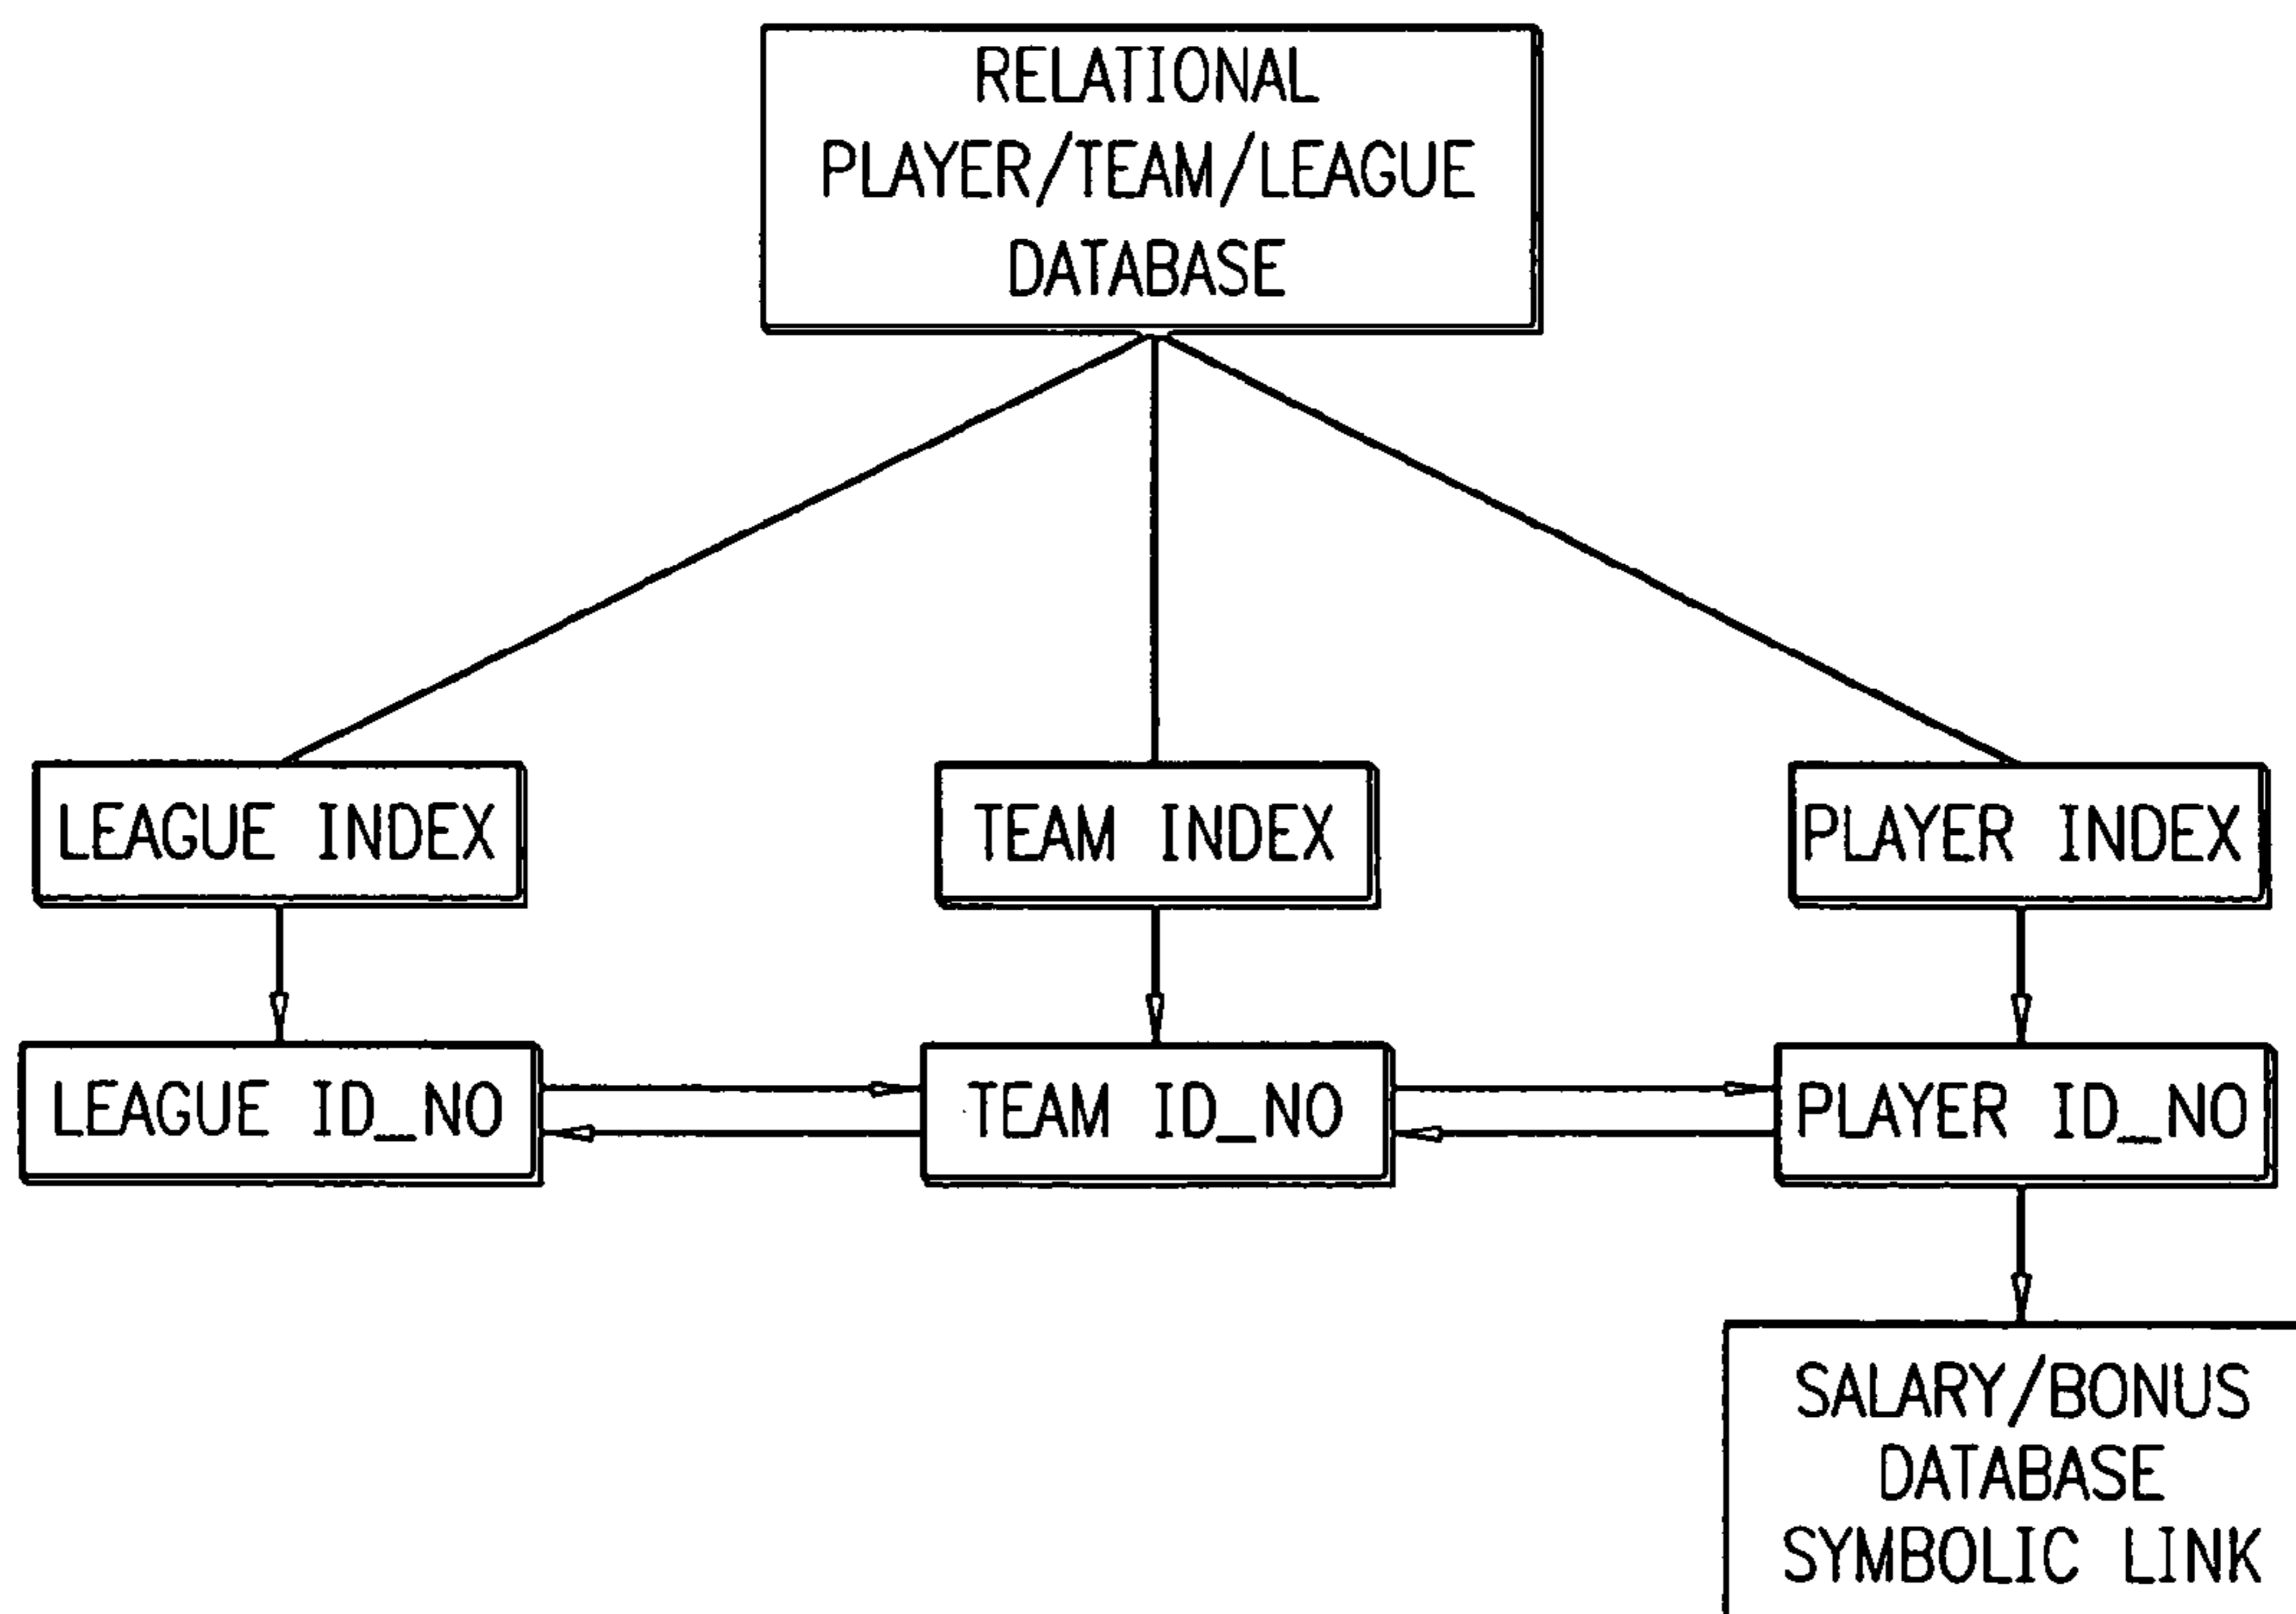 RELATIONAL
PLAYER/TEAM/LEAGUE
DATABASE
LEAGUE INDEX
TEAM INDEX
PLAYER INDEX
LEAGUE ID_NO
TEAM ID_NO
PLAYER ID_NO
SALARY/BONUS
DATABASE
SYMBOLIC LINK